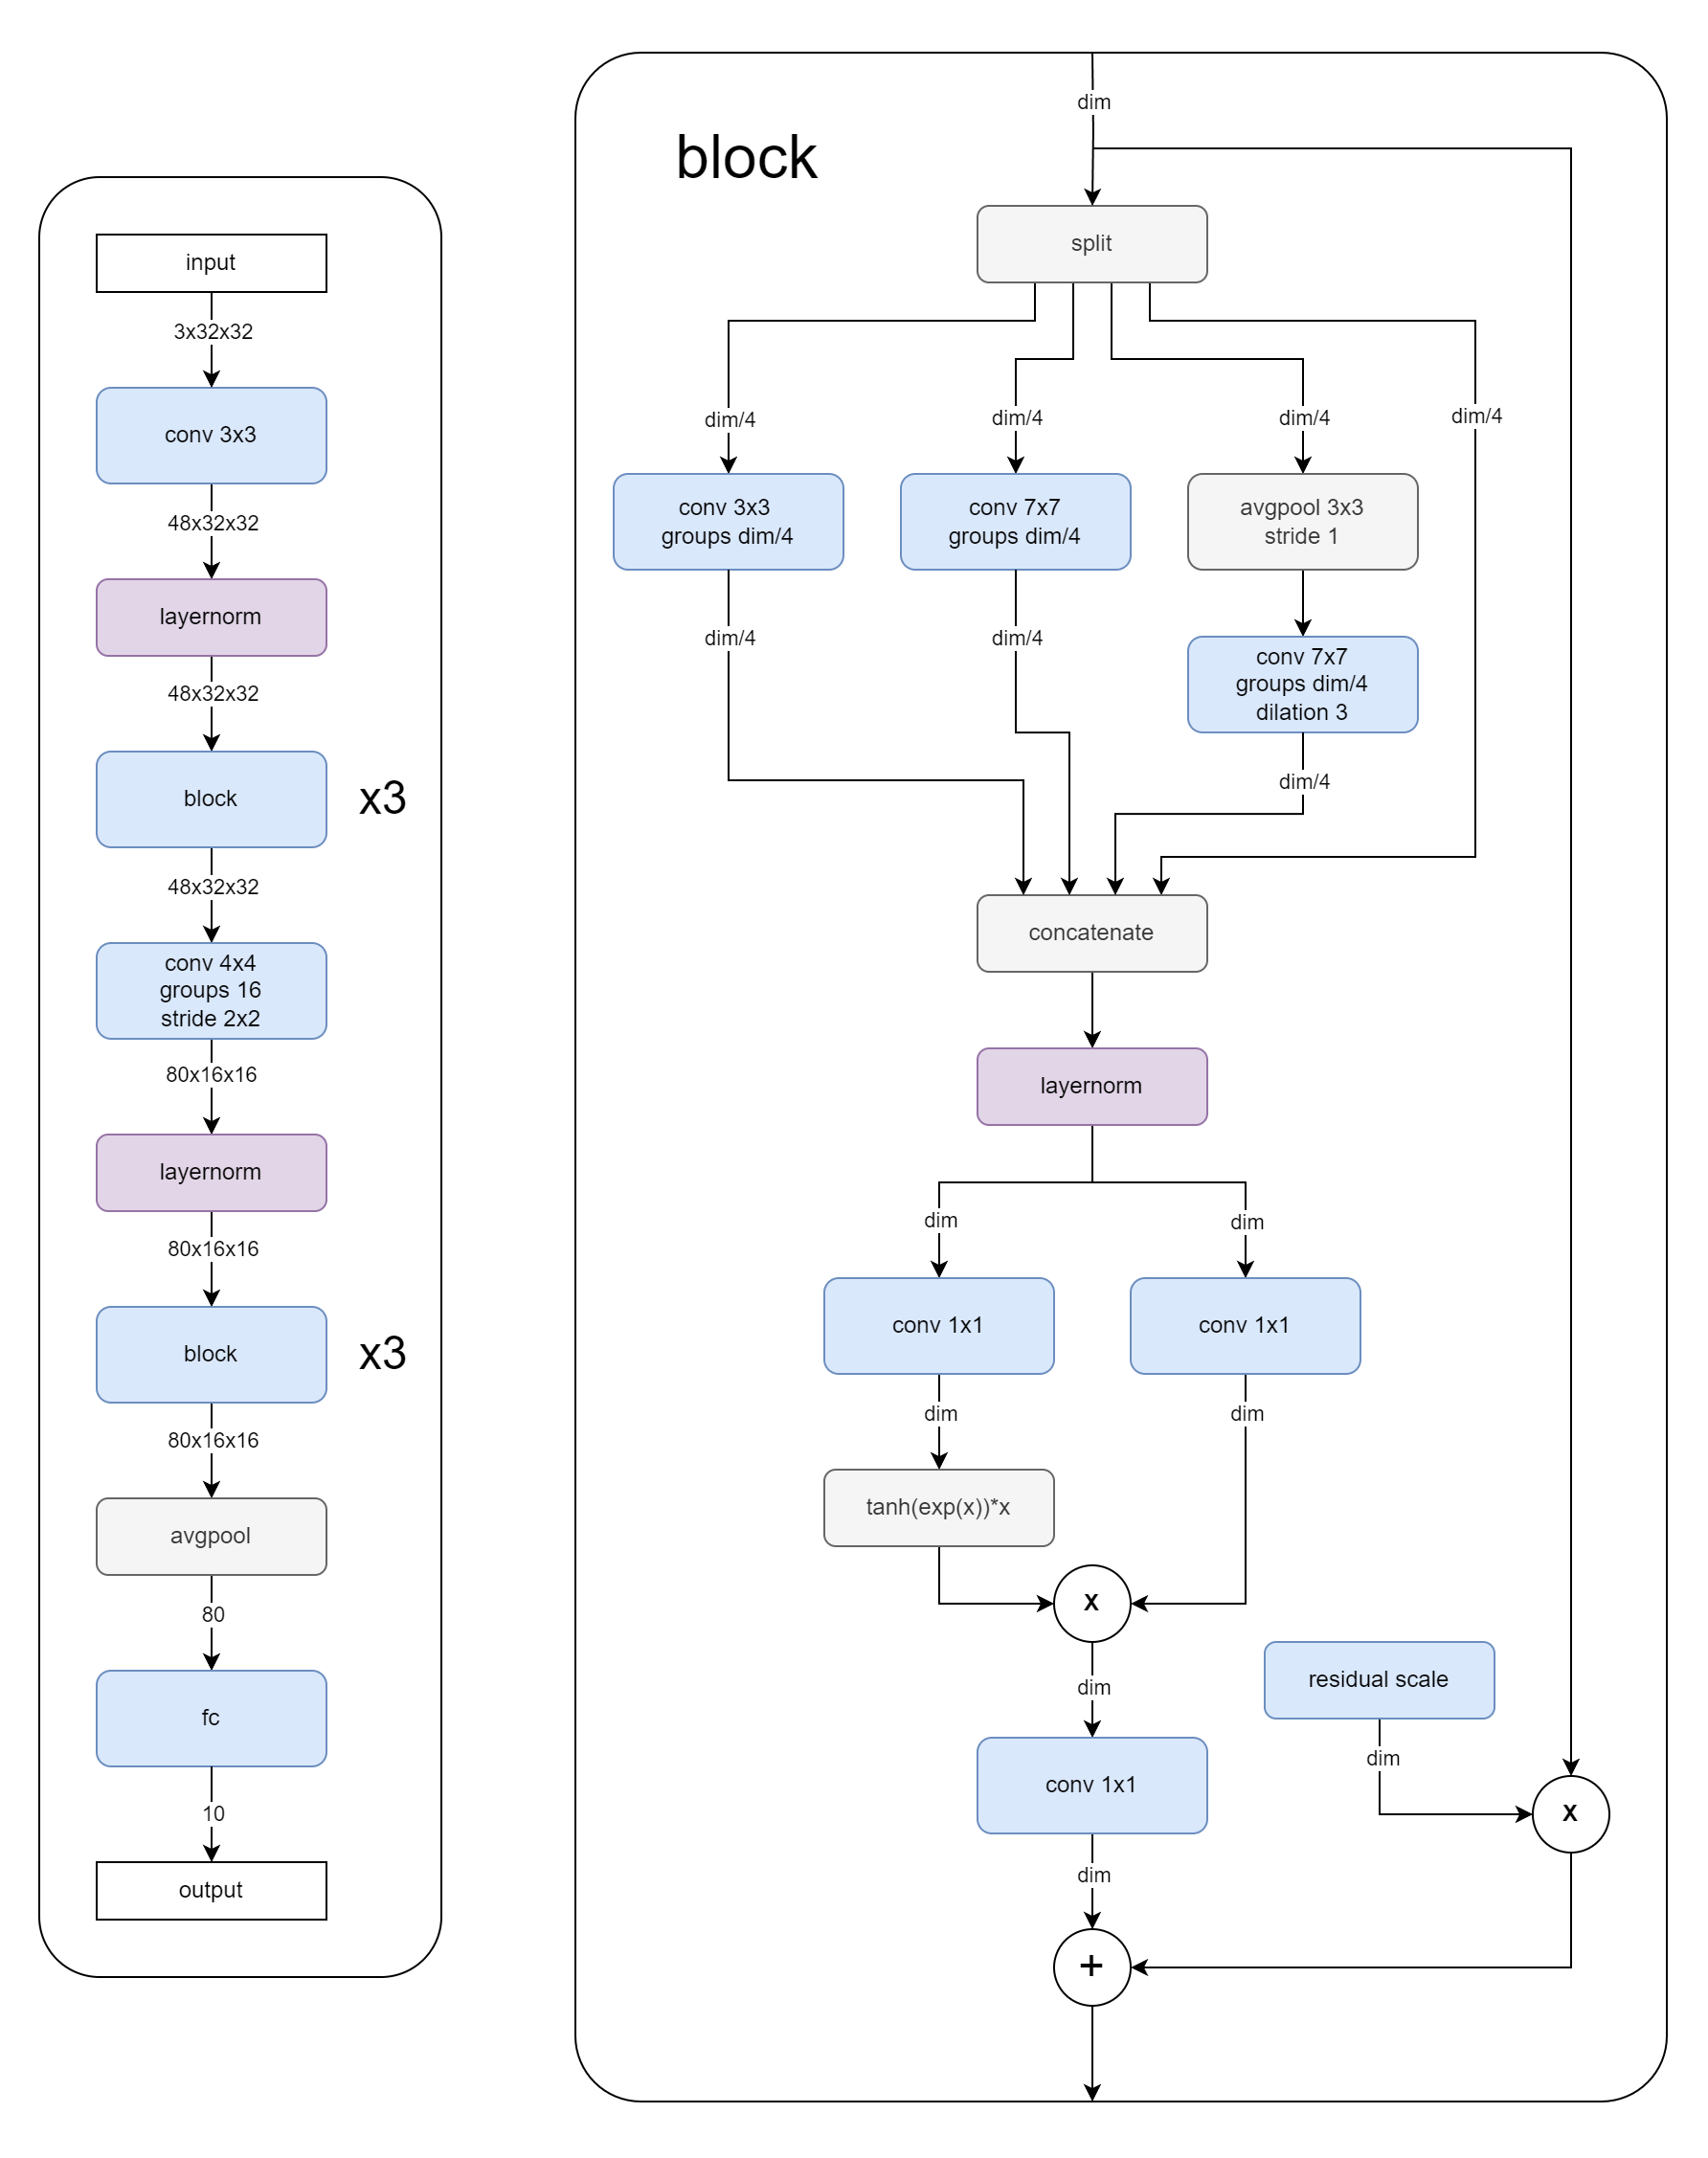 input
3x32x32
conv 3x3
48x32x32
layernorm
48x32x32
block
x3
48x32x32
conv 4x4
groups 16
stride 2x2
80x16x16
layernorm
80x16x16
block
x3
80x16x16
avgpool
80
fc
10
output
block
dim
split
dim/4
dim/4
dim/4
dim/4
conv 3x3
groups dim/4
conv 7x7
groups dim/4
avgpool 3x3
stride 1
dim/4
dim/4
conv 7x7
groups dim/4
dilation 3
dim/4
concatenate
layernorm
dim
dim
conv 1x1
conv 1x1
dim
dim
tanh(exp(x))*x
x
dim
residual scale
dim
conv 1x1
x
dim
+